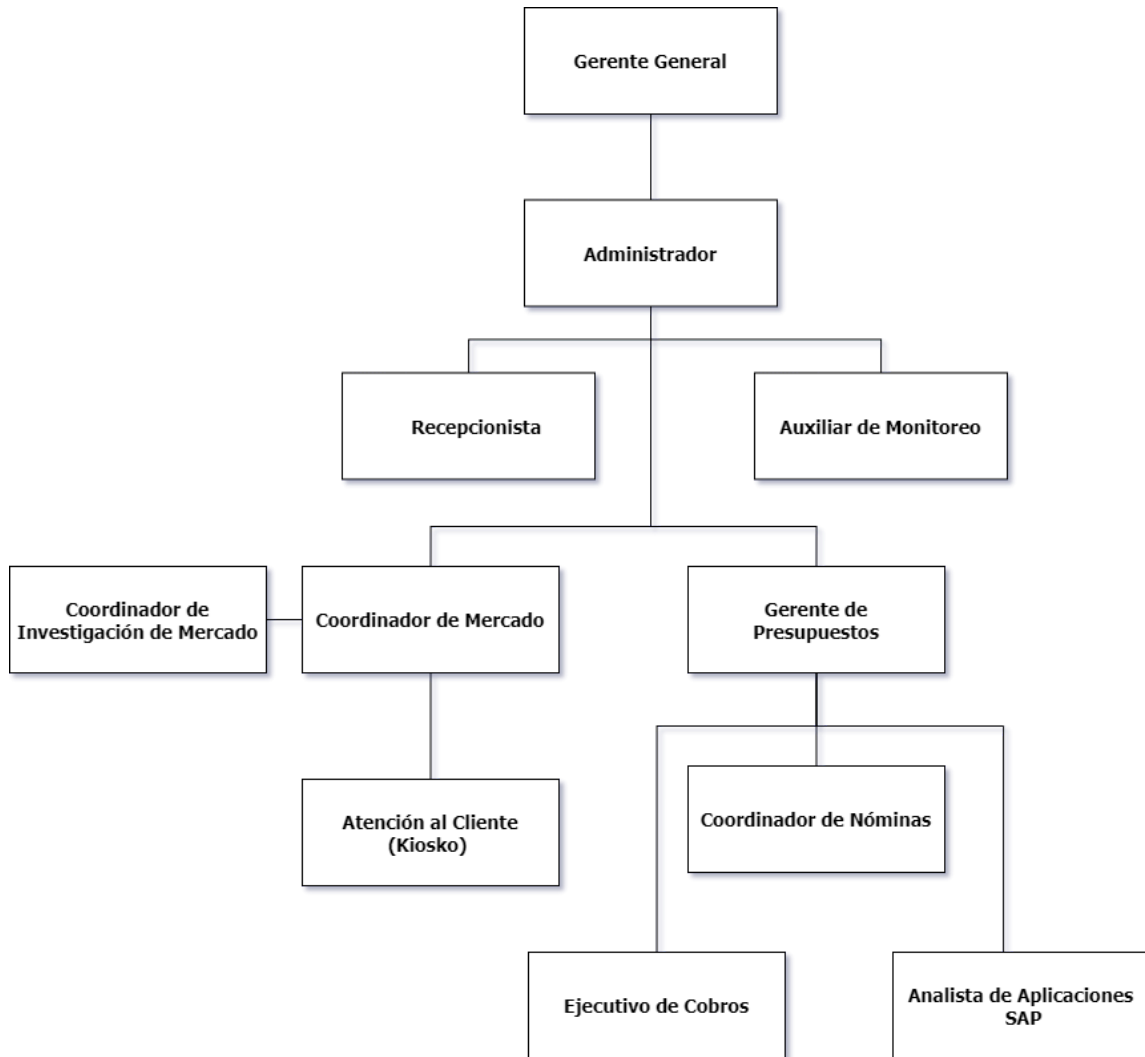 Gerente General
Administrador
Recepcionista
Auxiliar de Monitoreo
Coordinador de
Investigación de Mercado
Coordinador de Mercado
Gerente de
Presupuestos
Atención al Cliente
(Kiosko)
Coordinador de Nóminas
Ejecutivo de Cobros
Analista de Aplicaciones
SAP